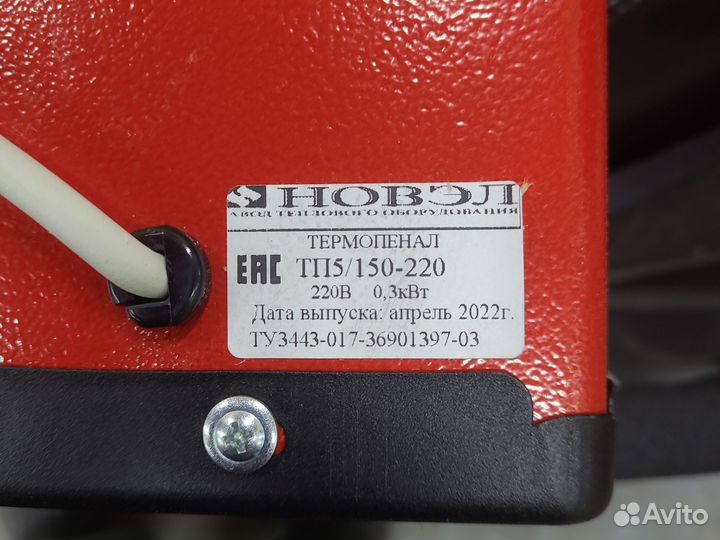 НОВЭЛ
ЗАВОД ТЕПЛОВОГО ОБОРУДОВАНИЯ
ТЕРМОПЕНАЛ
EAC ТП5/150-220
220В 0,3кВт
Дата выпуска: апрель 2022г.
ТУ3443-017-36901397-03
Avito